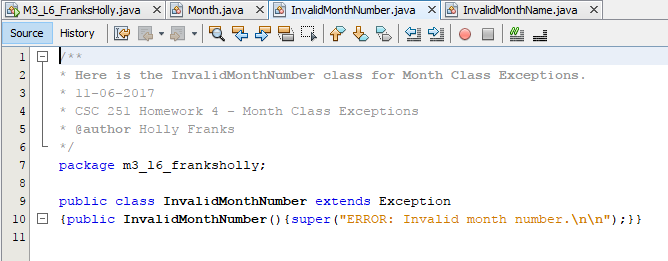 M3_L6_FranksHolly.java Month.java InvalidMonthNumber.java InvalidMonthName.java
Source History
1 /**
2 * Here is the InvalidMonthNumber class for Month Class Exceptions.
3 * 11-06-2017
4 * CSC 251 Homework 4 - Month Class Exceptions
5 * @author Holly Franks
6 */
7 package m3_l6_franksholly;
8
9 public class InvalidMonthNumber extends Exception
10 {public InvalidMonthNumber(){super("ERROR: Invalid month number.\n\n");}}
11